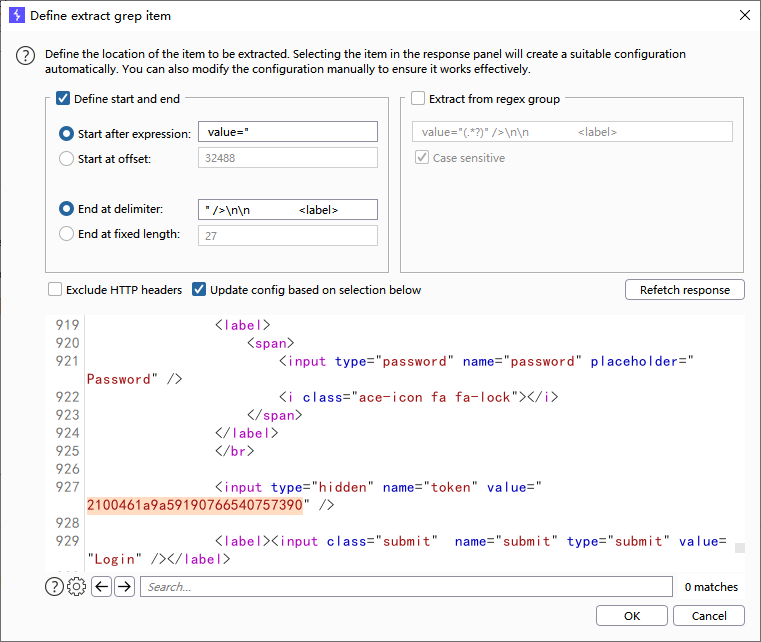 Define extract grep item
Define the location of the item to be extracted. Selecting the item in the response panel will create a suitable configuration
automatically. You can also modify the configuration manually to ensure it works effectively.
Define start and end
Start after expression: value="
Start at offset: 32488
End at delimiter: " />\n\n                <label>
End at fixed length: 27
Extract from regex group
value="(.*?)" />\n\n                <label>
Case sensitive
Exclude HTTP headers
Update config based on selection below
Refetch response
919 <label>
920 <span>
921 <input type="password" name="password" placeholder="
Password" />
922 <i class="ace-icon fa fa-lock"></i>
923 </span>
924 </label>
925 </br>
926
927 <input type="hidden" name="token" value="
2100461a9a59190766540757390" />
928
929 <label><input class="submit"  name="submit" type="submit" value=
"Login" /></label>
Search...
0 matches
OK
Cancel